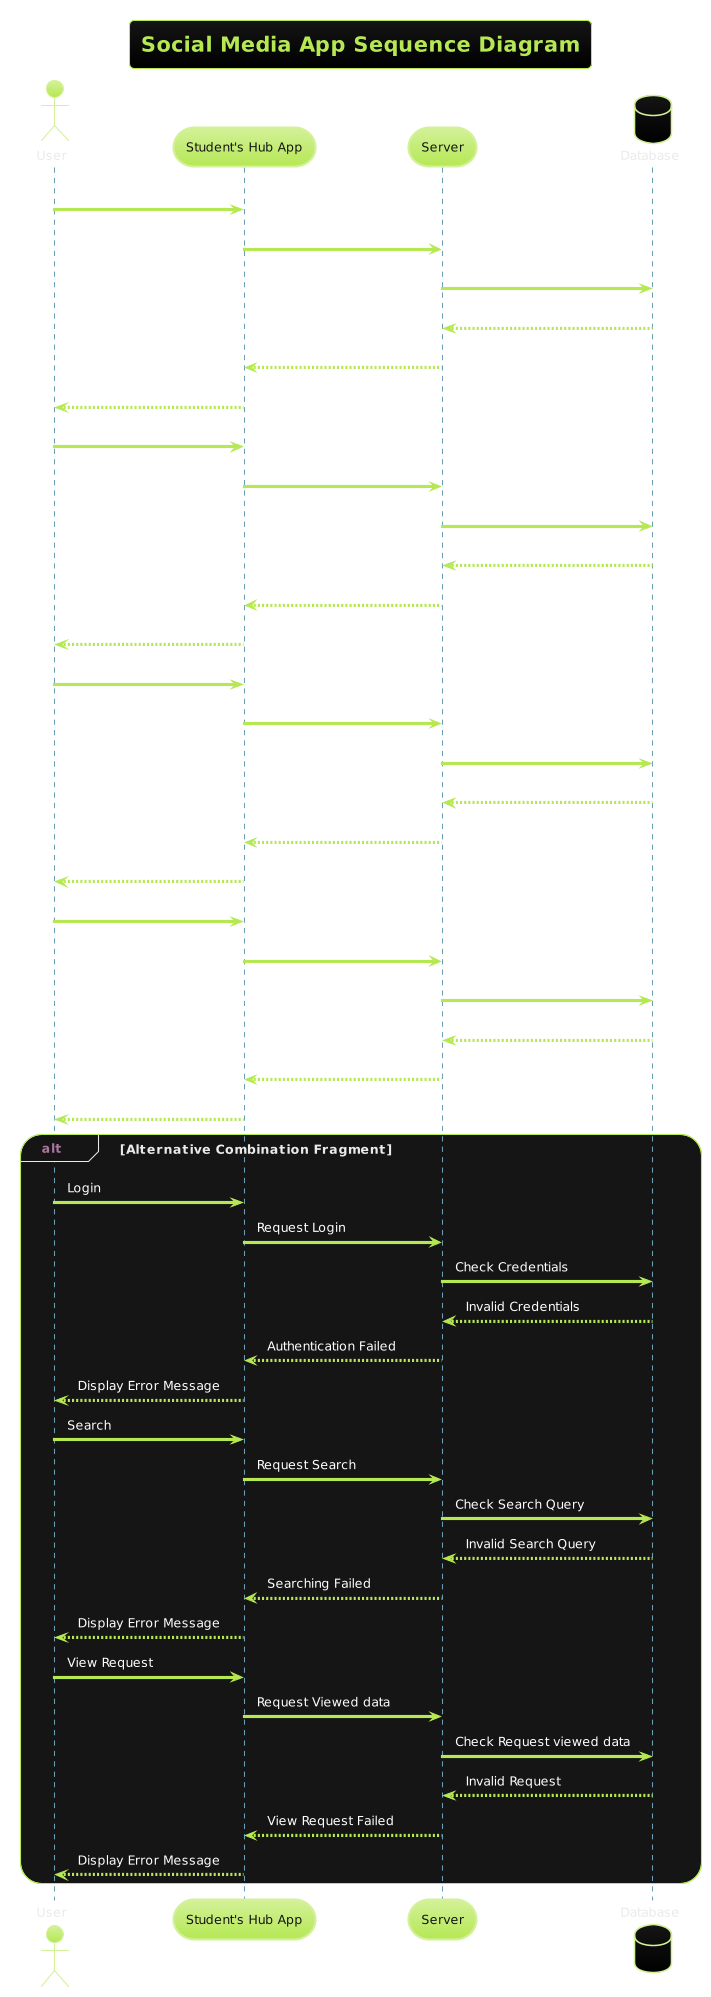 Social Media App Sequence Diagram
User
Student's Hub App
Server
Database
alt
[Alternative Combination Fragment]
Login
Request Login
Check Credentials
Invalid Credentials
Authentication Failed
Display Error Message
Search
Request Search
Check Search Query
Invalid Search Query
Searching Failed
Display Error Message
View Request
Request Viewed data
Check Request viewed data
Invalid Request
View Request Failed
Display Error Message
User
Student's Hub App
Server
Database